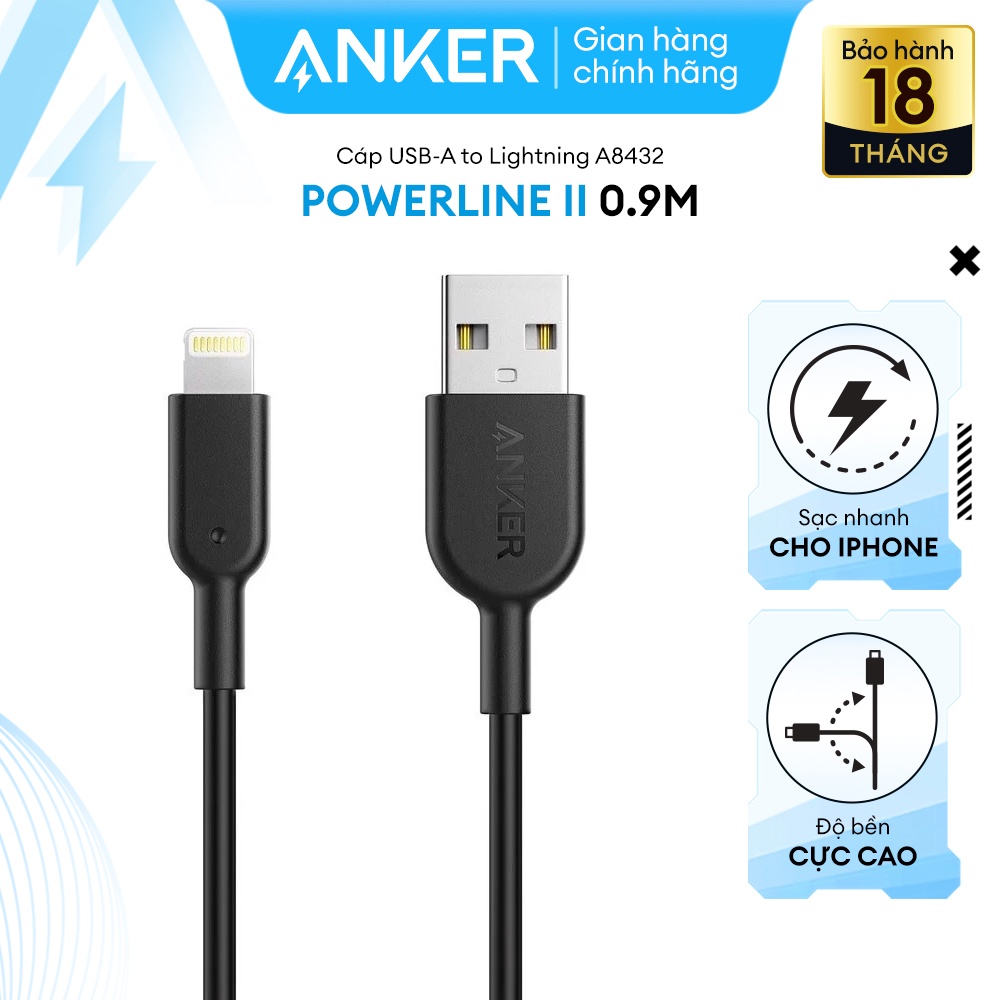 ANKER
Gian hàng
chính hãng
Bảo hành
18
THÁNG
Cáp USB-A to Lightning A8432
POWERLINE II 0.9M
ANKER
Sạc nhanh
CHO IPHONE
Độ bền
CỰC CAO